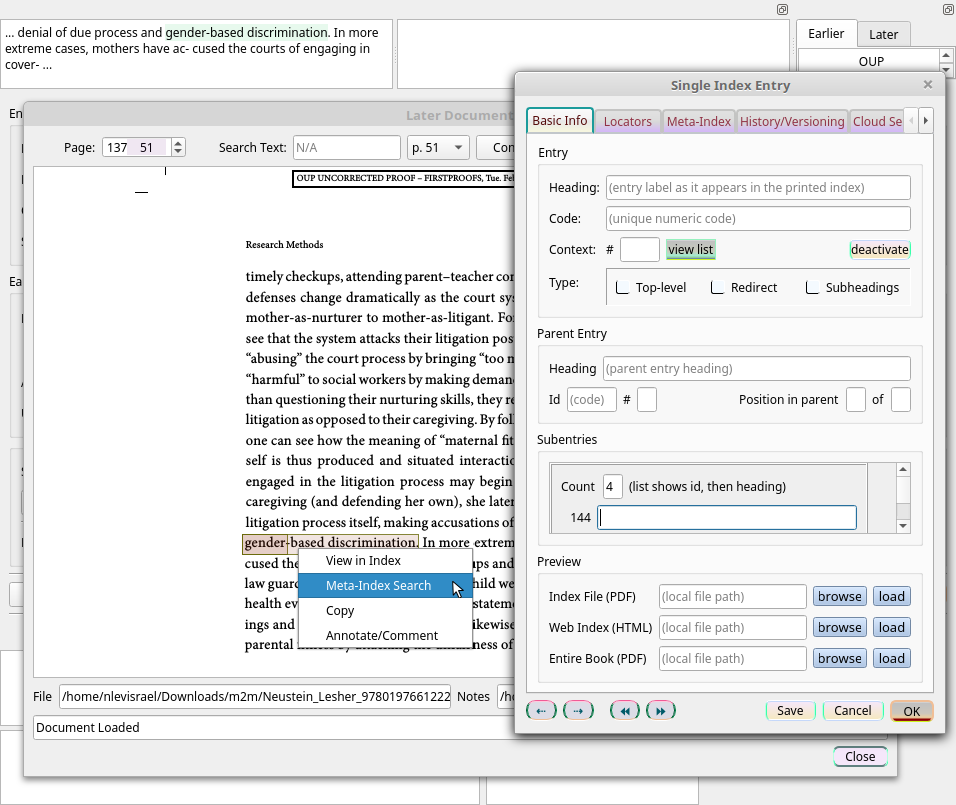 ... denial of due process and gender-based discrimination. In more
extreme cases, mothers have ac- cused the courts of engaging in
cover- ...
Earlier
Later
OUP
Later Document
Page:
137 51
Search Text:
N/A
p. 51
Con
OUP UNCORRECTED PROOF – FIRSTPROOFS, Tue. Feb
Research Methods
timely checkups, attending parent–teacher con
defenses change dramatically as the court sys
mother-as-nurturer to mother-as-litigant. For
see that the system attacks their litigation pos
“abusing” the court process by bringing “too m
“harmful” to social workers by making deman
than questioning their nurturing skills, they re
litigation as opposed to their caregiving. By foll
one can see how the meaning of “maternal fit
self is thus produced and situated interactio
engaged in the litigation process may begin
caregiving (and defending her own), she later
litigation process itself, making accusations of
gender-based discrimination. In more extrem
cused the
ups and
law guard
hild we
health ev
stateme
ings and
ikewise
parental
ness of
View in Index
Meta-Index Search
Copy
Annotate/Comment
File
/home/nlevisrael/Downloads/m2m/Neustein_Lesher_9780197661222
Notes
/ho
Document Loaded
Close
Single Index Entry
Basic Info
Locators
Meta-Index
History/Versioning
Cloud Se
Entry
Heading:
(entry label as it appears in the printed index)
Code:
(unique numeric code)
Context:
#
view list
deactivate
Type:
Top-level
Redirect
Subheadings
Parent Entry
Heading
(parent entry heading)
Id
(code)
#
Position in parent
of
Subentries
Count
4
(list shows id, then heading)
144
Preview
Index File (PDF)
(local file path)
browse
load
Web Index (HTML)
(local file path)
browse
load
Entire Book (PDF)
(local file path)
browse
load
Save
Cancel
OK